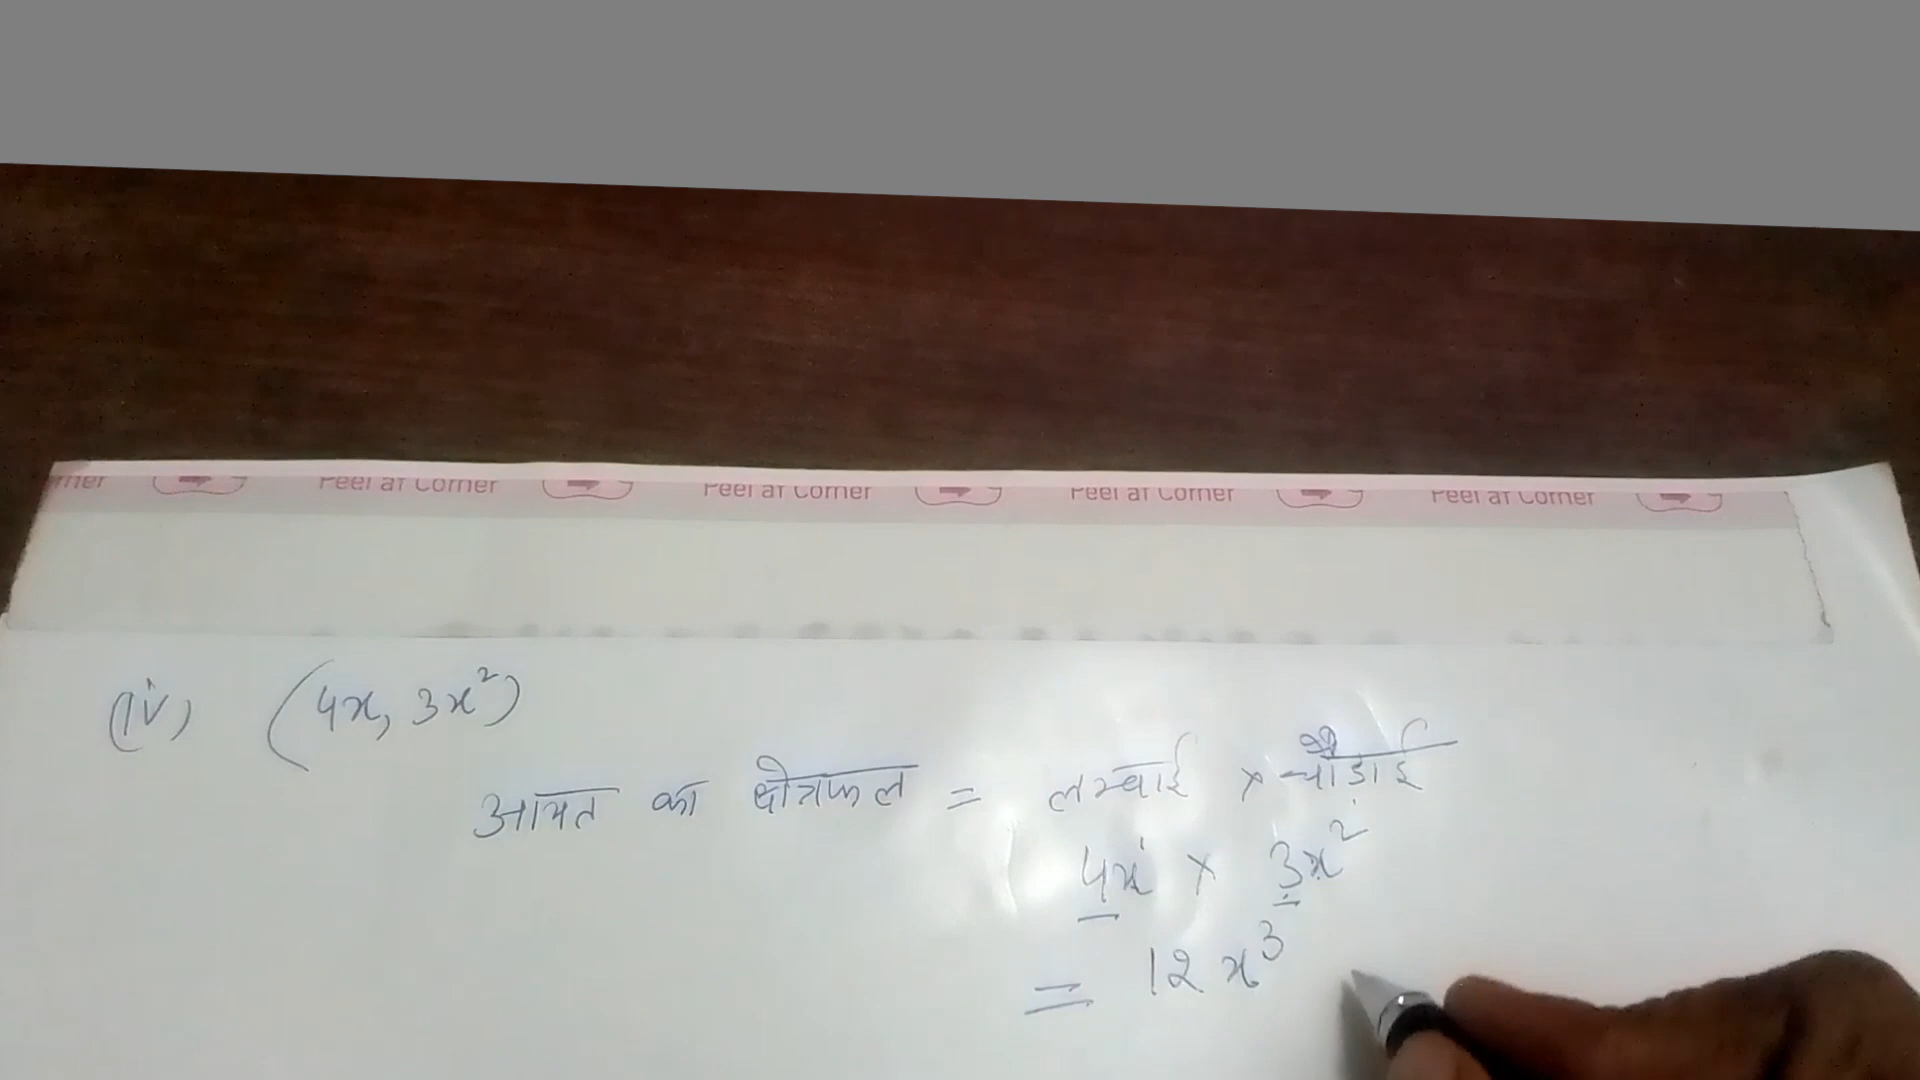 rner Peel at Corner Peel at Corner Peel at Corner Peel at Corner
(iv) (4x, 3x²)
आयत का क्षेत्रफल = लम्बाई × चौड़ाई
4x × 3x²
= 12x³